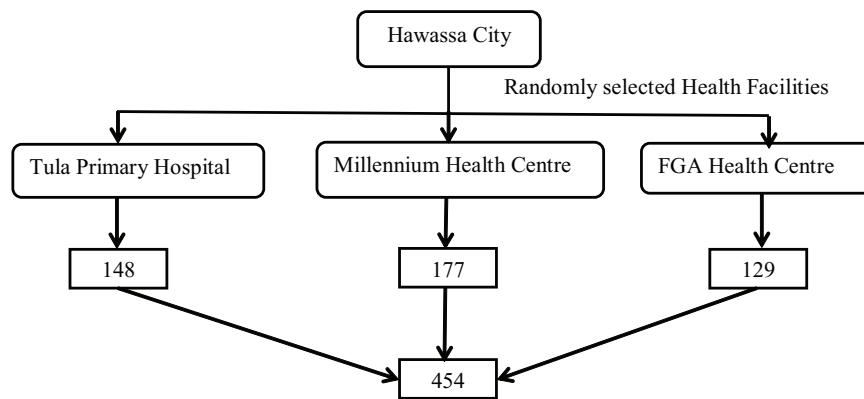 Hawassa City
Randomly selected Health Facilities
Tula Primary Hospital
Millennium Health Centre
FGA Health Centre
148
177
129
454